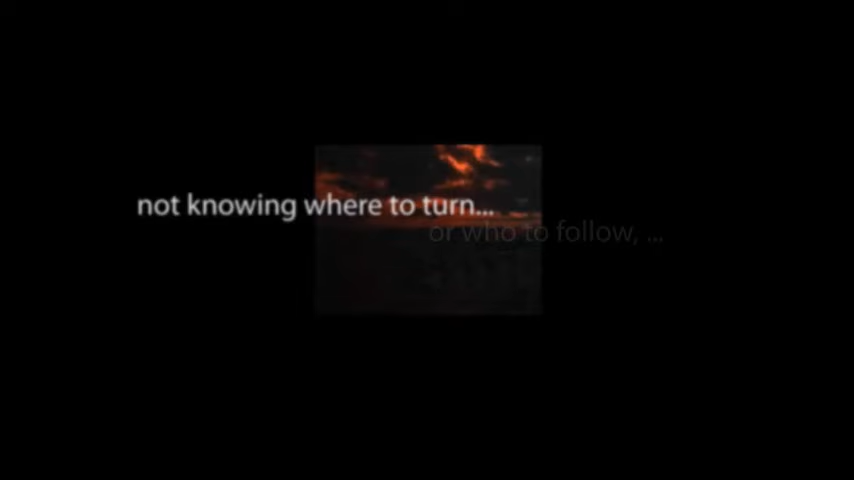 not knowing where to turn...
or who to follow, ...